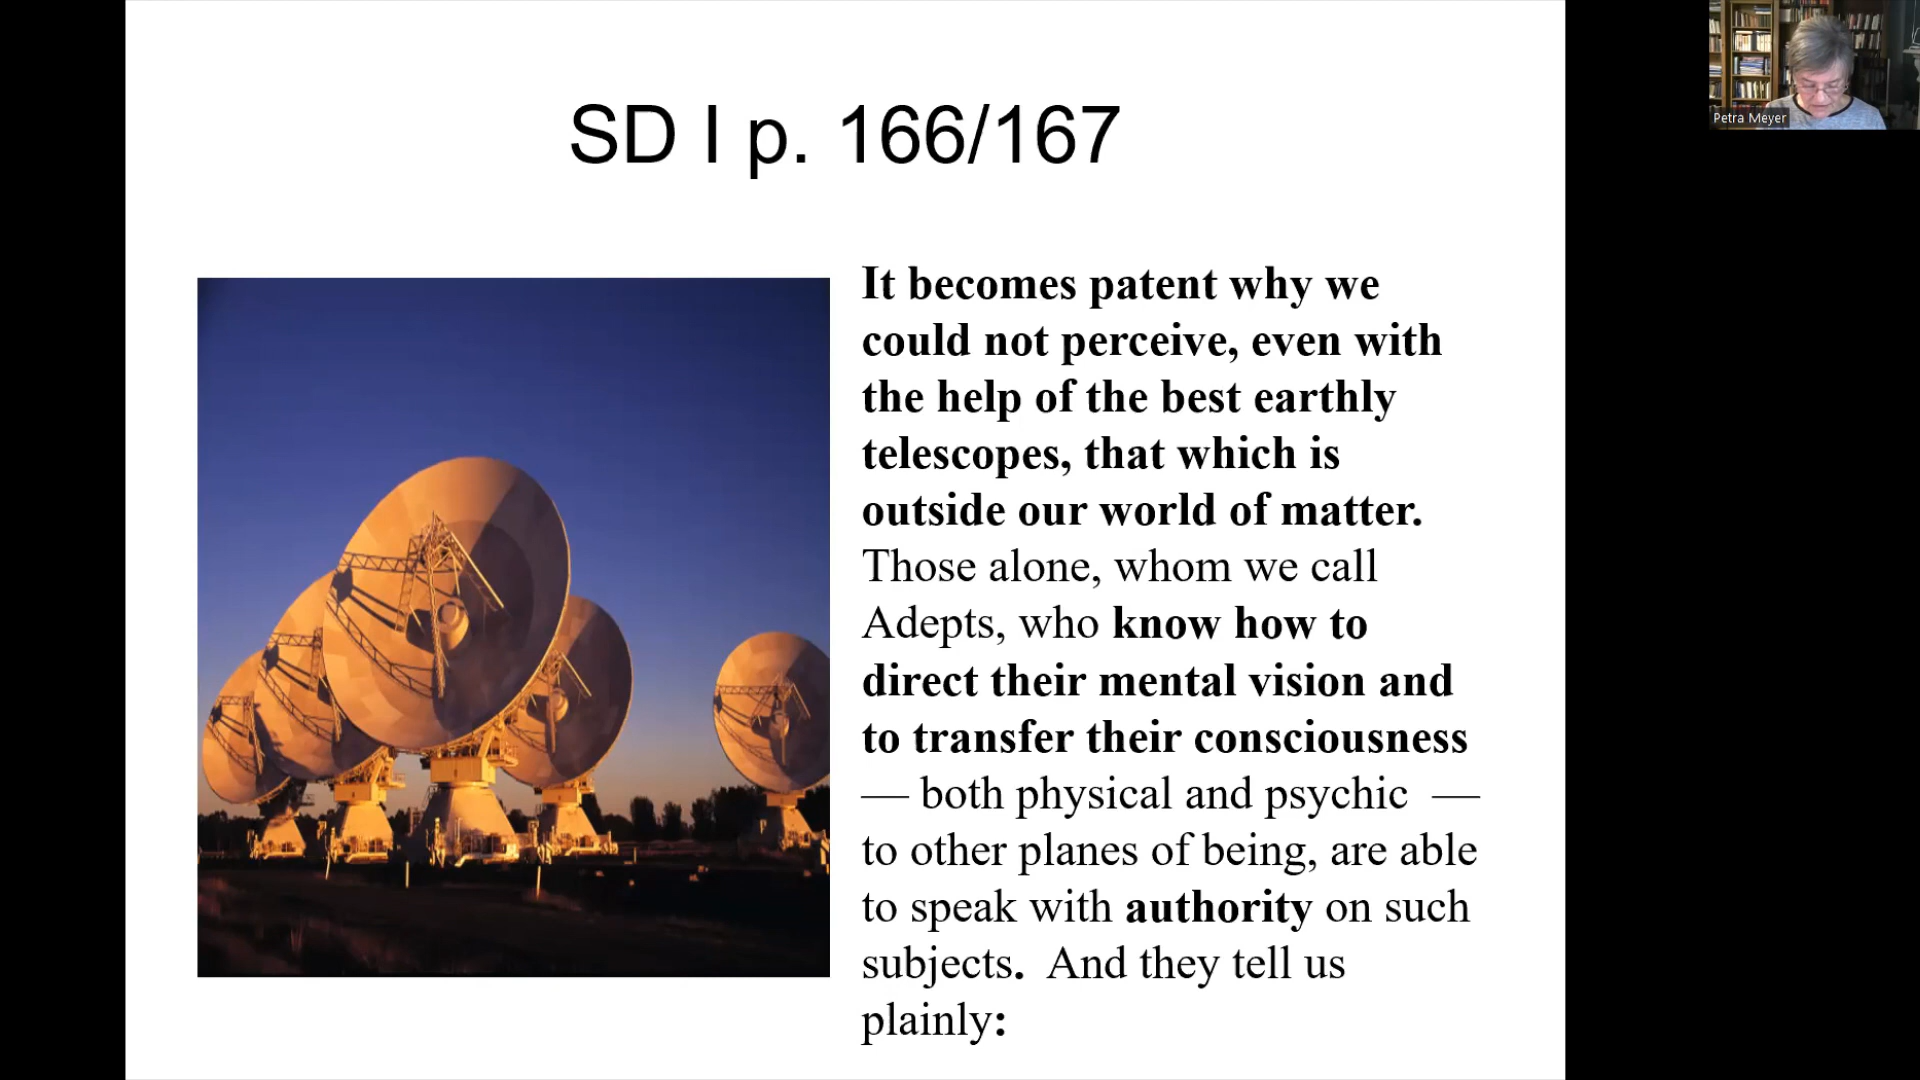 SD I p. 166/167
It becomes patent why we
could not perceive, even with
the help of the best earthly
telescopes, that which is
outside our world of matter.
Those alone, whom we call
Adepts, who know how to
direct their mental vision and
to transfer their consciousness
— both physical and psychic —
to other planes of being, are able
to speak with authority on such
subjects. And they tell us
plainly:
Petra Meyer